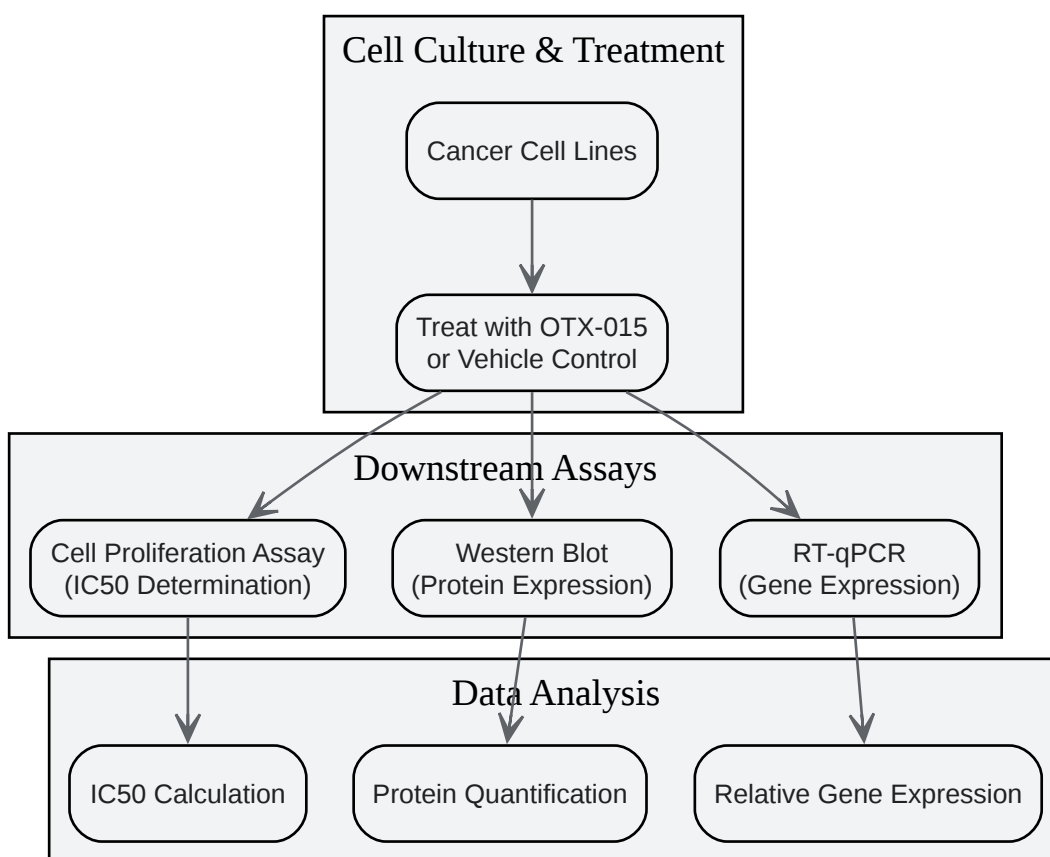 Cell Culture & Treatment
Cancer Cell Lines
Treat with OTX-015
or Vehicle Control
Downstream Assays
Cell Proliferation Assay
(IC50 Determination)
Western Blot
(Protein Expression)
RT-qPCR
(Gene Expression)
Data Analysis
IC50 Calculation
Protein Quantification
Relative Gene Expression